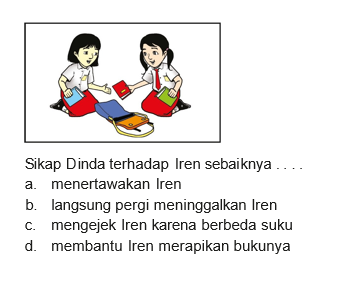 Sikap Dinda terhadap Iren sebaiknya . . . .
a. menertawakan Iren
b. langsung pergi meninggalkan Iren
c. mengejek Iren karena berbeda suku
d. membantu Iren merapikan bukunya